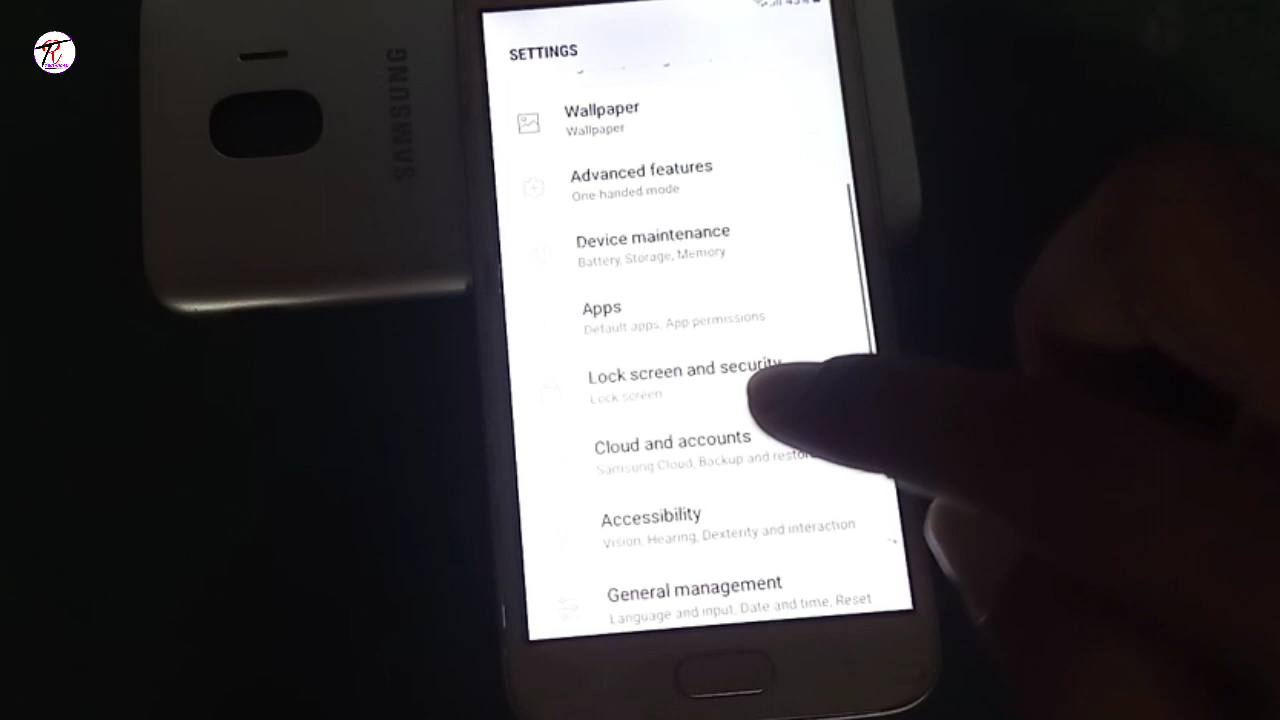 SETTINGS
Wallpaper
Wallpaper
Advanced features
One-handed mode
Device maintenance
Battery, Storage, Memory
Apps
Default apps, App permissions
Lock screen and security
Lock screen
Cloud and accounts
Samsung Cloud, Backup and restor
Accessibility
Vision, Hearing, Dexterity and interaction
General management
Language and input, Date and time, Reset
SAMSUNG